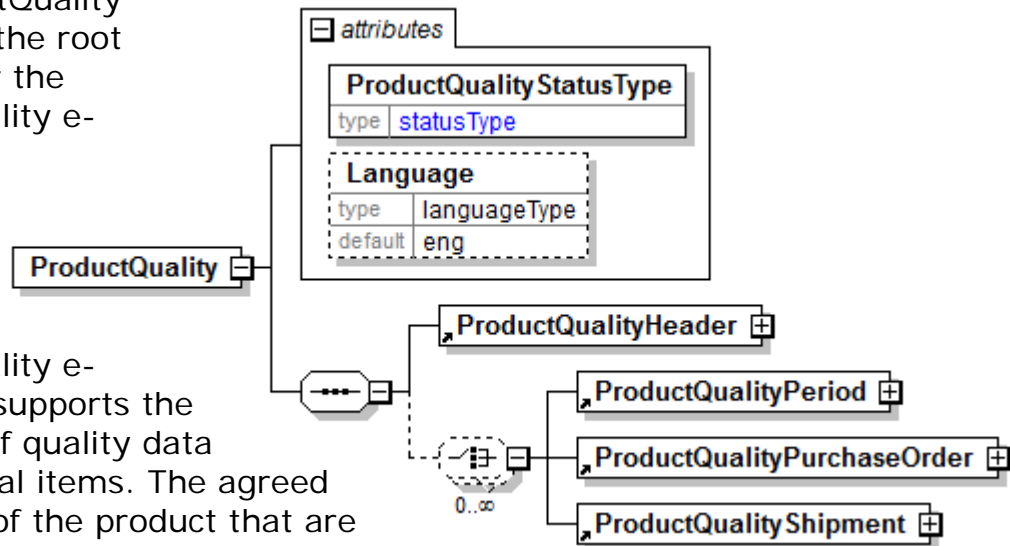 tQuality
the root
the
lity e-
attributes
ProductQualityStatusType
type statusType
Language
type languageType
default eng
ProductQuality
ProductQualityHeader
lity e-
supports the
f quality data
al items. The agreed
of the product that are
ProductQualityPeriod
ProductQualityPurchaseOrder
0..∞
ProductQualityShipment